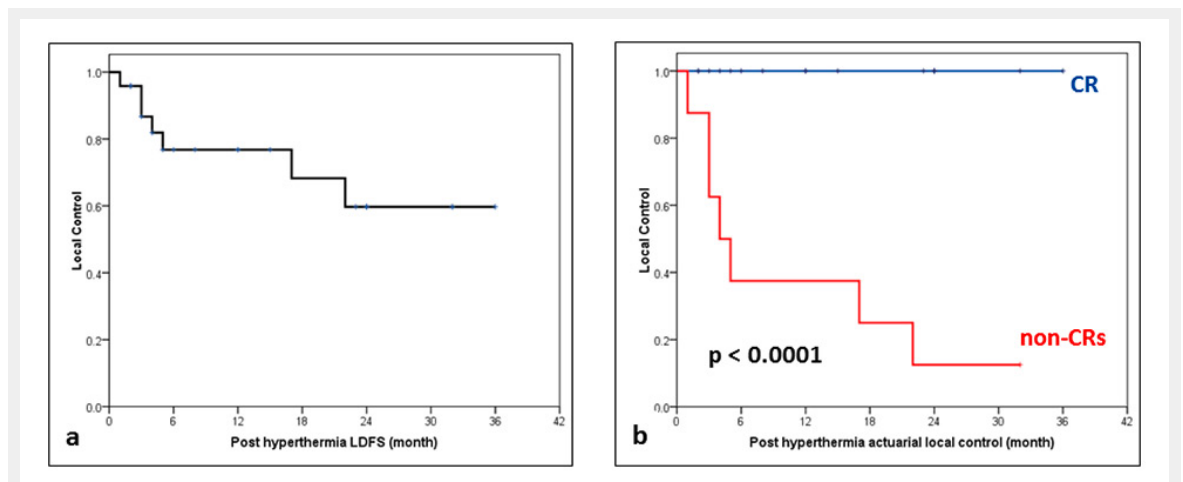 1.0
0.8
0.6
0.4
0.2
0.0
Local Control
0 6 12 18 24 30 36 42
Post hyperthermia LDFS (month)
a
1.0
0.8
0.6
0.4
0.2
0.0
Local Control
CR
non-CRs
p < 0.0001
0 6 12 18 24 30 36 42
Post hyperthermia actuarial local control (month)
b